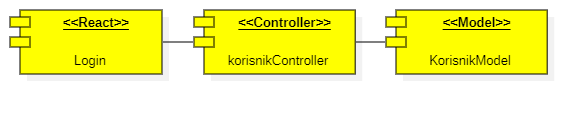 <<React>>
Login
<<Controller>>
korisnikController
<<Model>>
KorisnikModel